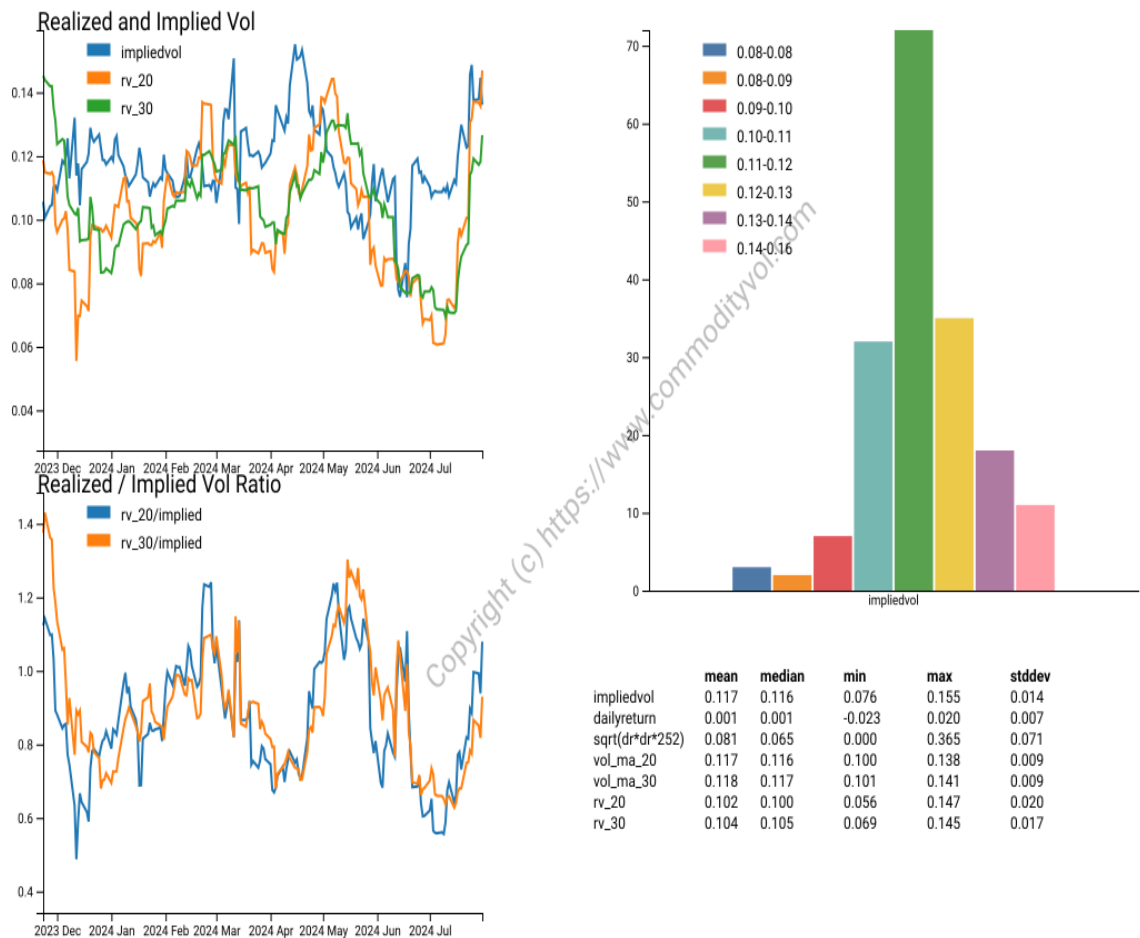 Realized and Implied Vol
impliedvol
rv_20
rv_30
0.14
0.12
0.10
0.08
0.06
0.04
2023 Dec 2024 Jan 2024 Feb 2024 Mar 2024 Apr 2024 May 2024 Jun 2024 Jul
Realized / Implied Vol Ratio
rv_20/implied
rv_30/implied
1.4
1.2
1.0
0.8
0.6
0.4
2023 Dec 2024 Jan 2024 Feb 2024 Mar 2024 Apr 2024 May 2024 Jun 2024 Jul
0.08-0.08
0.08-0.09
0.09-0.10
0.10-0.11
0.11-0.12
0.12-0.13
0.13-0.14
0.14-0.16
70
60
50
40
30
20
10
0
impliedvol
Copyright (c) https://www.commodityvol.com
mean median min max stddev
impliedvol 0.117 0.116 0.076 0.155 0.014
dailyreturn 0.001 0.001 -0.023 0.020 0.007
sqrt(dr*dr*252) 0.081 0.065 0.000 0.365 0.071
vol_ma_20 0.117 0.116 0.100 0.138 0.009
vol_ma_30 0.118 0.117 0.101 0.141 0.009
rv_20 0.102 0.100 0.056 0.147 0.020
rv_30 0.104 0.105 0.069 0.145 0.017